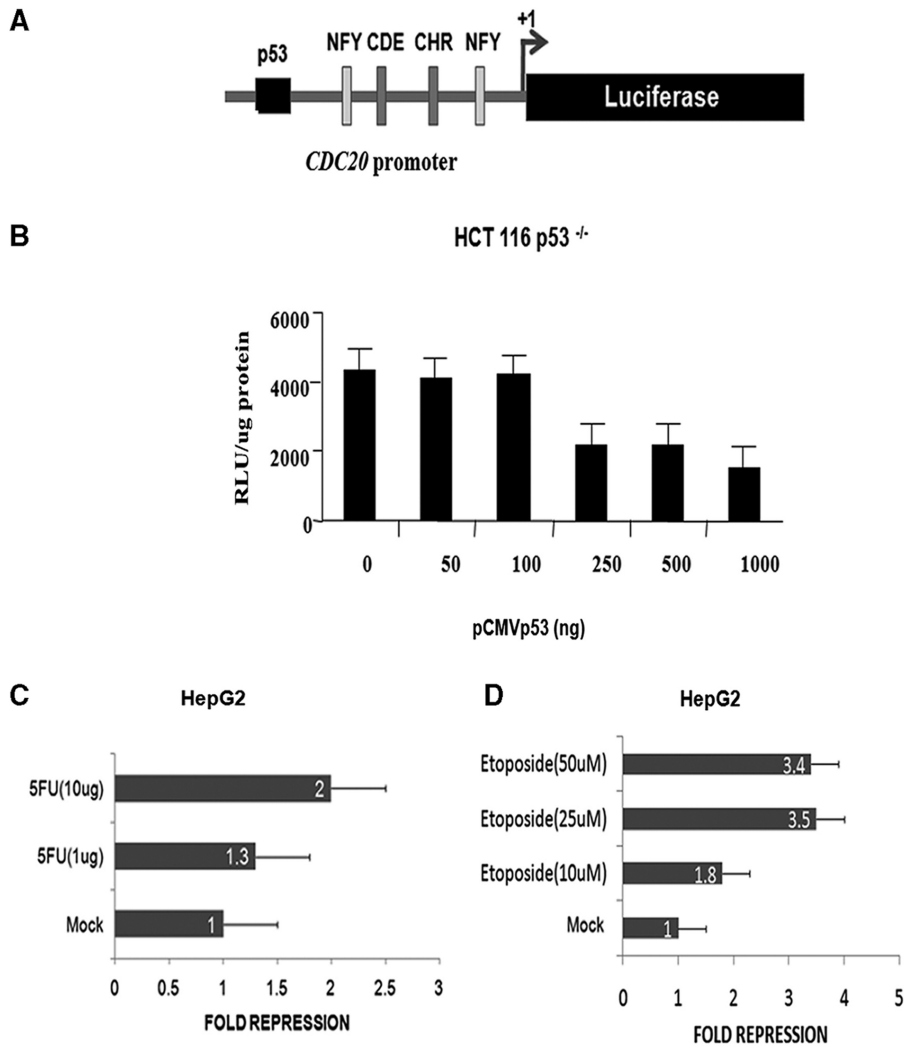 A
+1
p53
NFY CDE CHR NFY
Luciferase
CDC20 promoter
B
HCT 116 p53 -/-
RLU/ug protein
6000
4000
2000
0
0 50 100 250 500 1000
pCMVp53 (ng)
C
HepG2
5FU(10ug)
2
5FU(1ug)
1.3
Mock
1
0 0.5 1 1.5 2 2.5 3
FOLD REPRESSION
D
HepG2
Etoposide(50uM)
3.4
Etoposide(25uM)
3.5
Etoposide(10uM)
1.8
Mock
1
0 1 2 3 4 5
FOLD REPRESSION